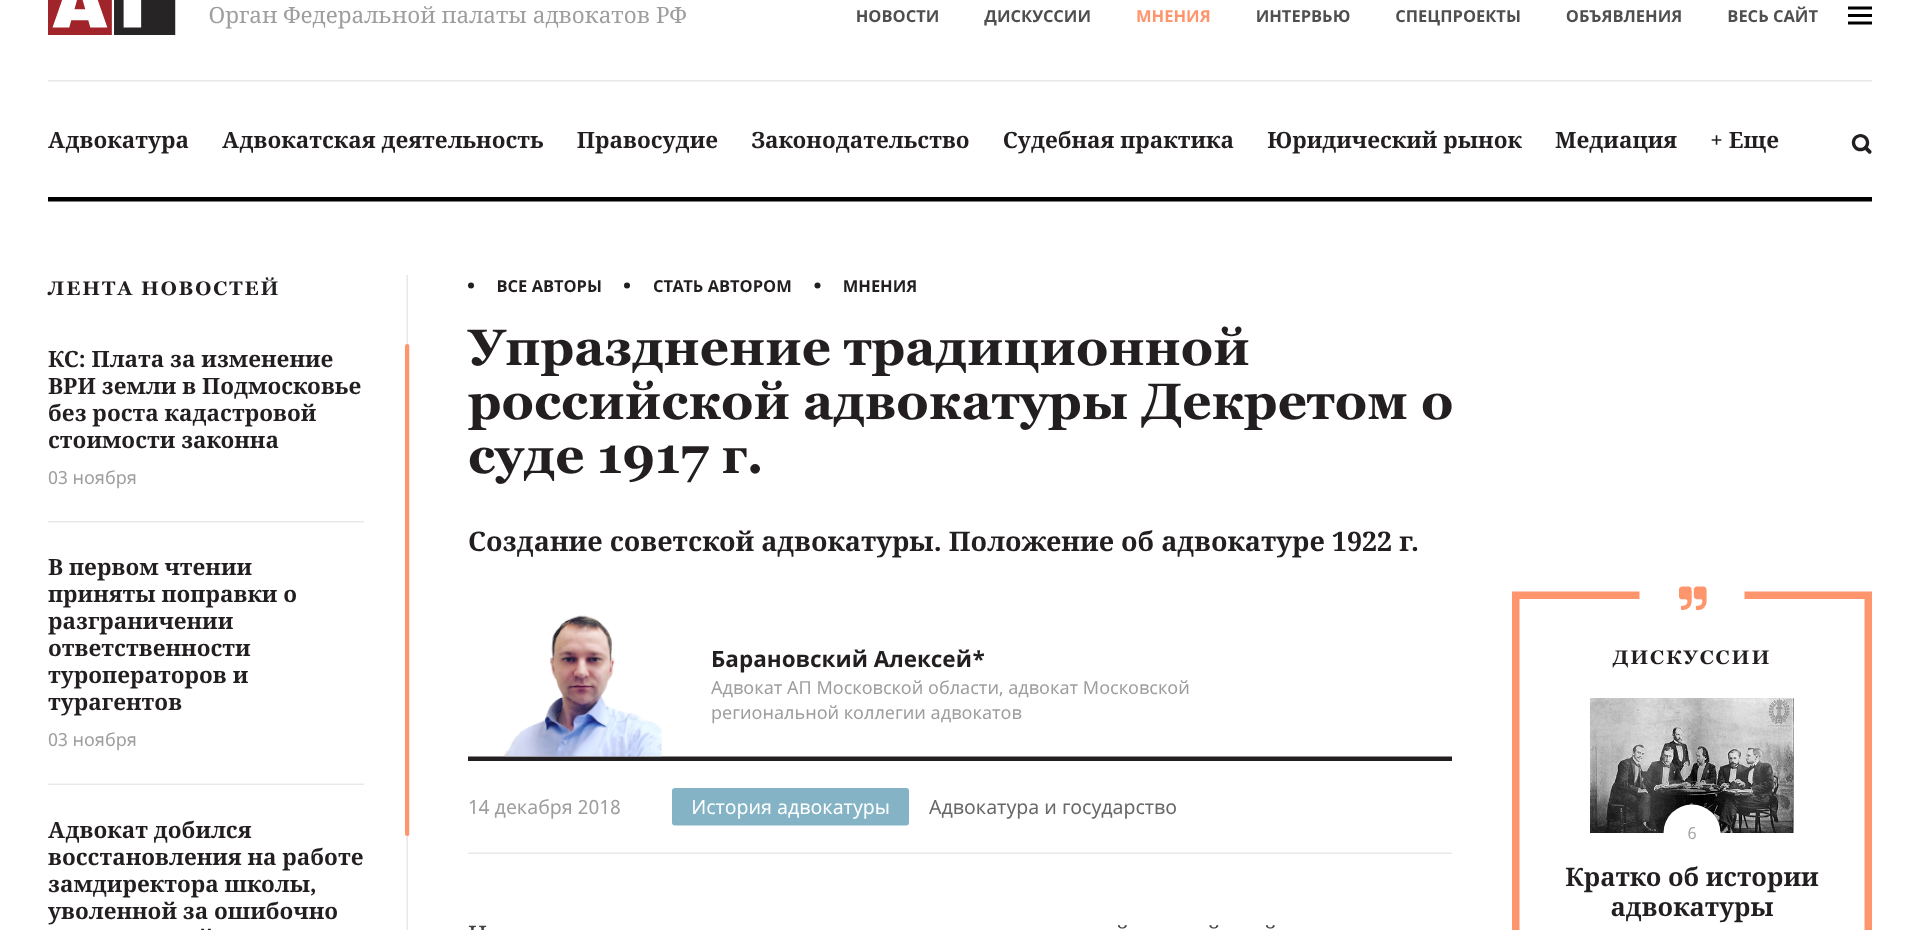 АГ
Орган Федеральной палаты адвокатов РФ
НОВОСТИ ДИСКУССИИ МНЕНИЯ ИНТЕРВЬЮ СПЕЦПРОЕКТЫ ОБЪЯВЛЕНИЯ ВЕСЬ САЙТ
Адвокатура Адвокатская деятельность Правосудие Законодательство Судебная практика Юридический рынок Медиация + Еще
ЛЕНТА НОВОСТЕЙ
КС: Плата за изменение
ВРИ земли в Подмосковье
без роста кадастровой
стоимости законна
03 ноября
В первом чтении
приняты поправки о
разграничении
ответственности
туроператоров и
турагентов
03 ноября
Адвокат добился
восстановления на работе
замдиректора школы,
уволенной за ошибочно
• ВСЕ АВТОРЫ • СТАТЬ АВТОРОМ • МНЕНИЯ
Упразднение традиционной
российской адвокатуры Декретом о
суде 1917 г.
Создание советской адвокатуры. Положение об адвокатуре 1922 г.
Барановский Алексей*
Адвокат АП Московской области, адвокат Московской
региональной коллегии адвокатов
14 декабря 2018 История адвокатуры Адвокатура и государство
ДИСКУССИИ
6
Кратко об истории
адвокатуры